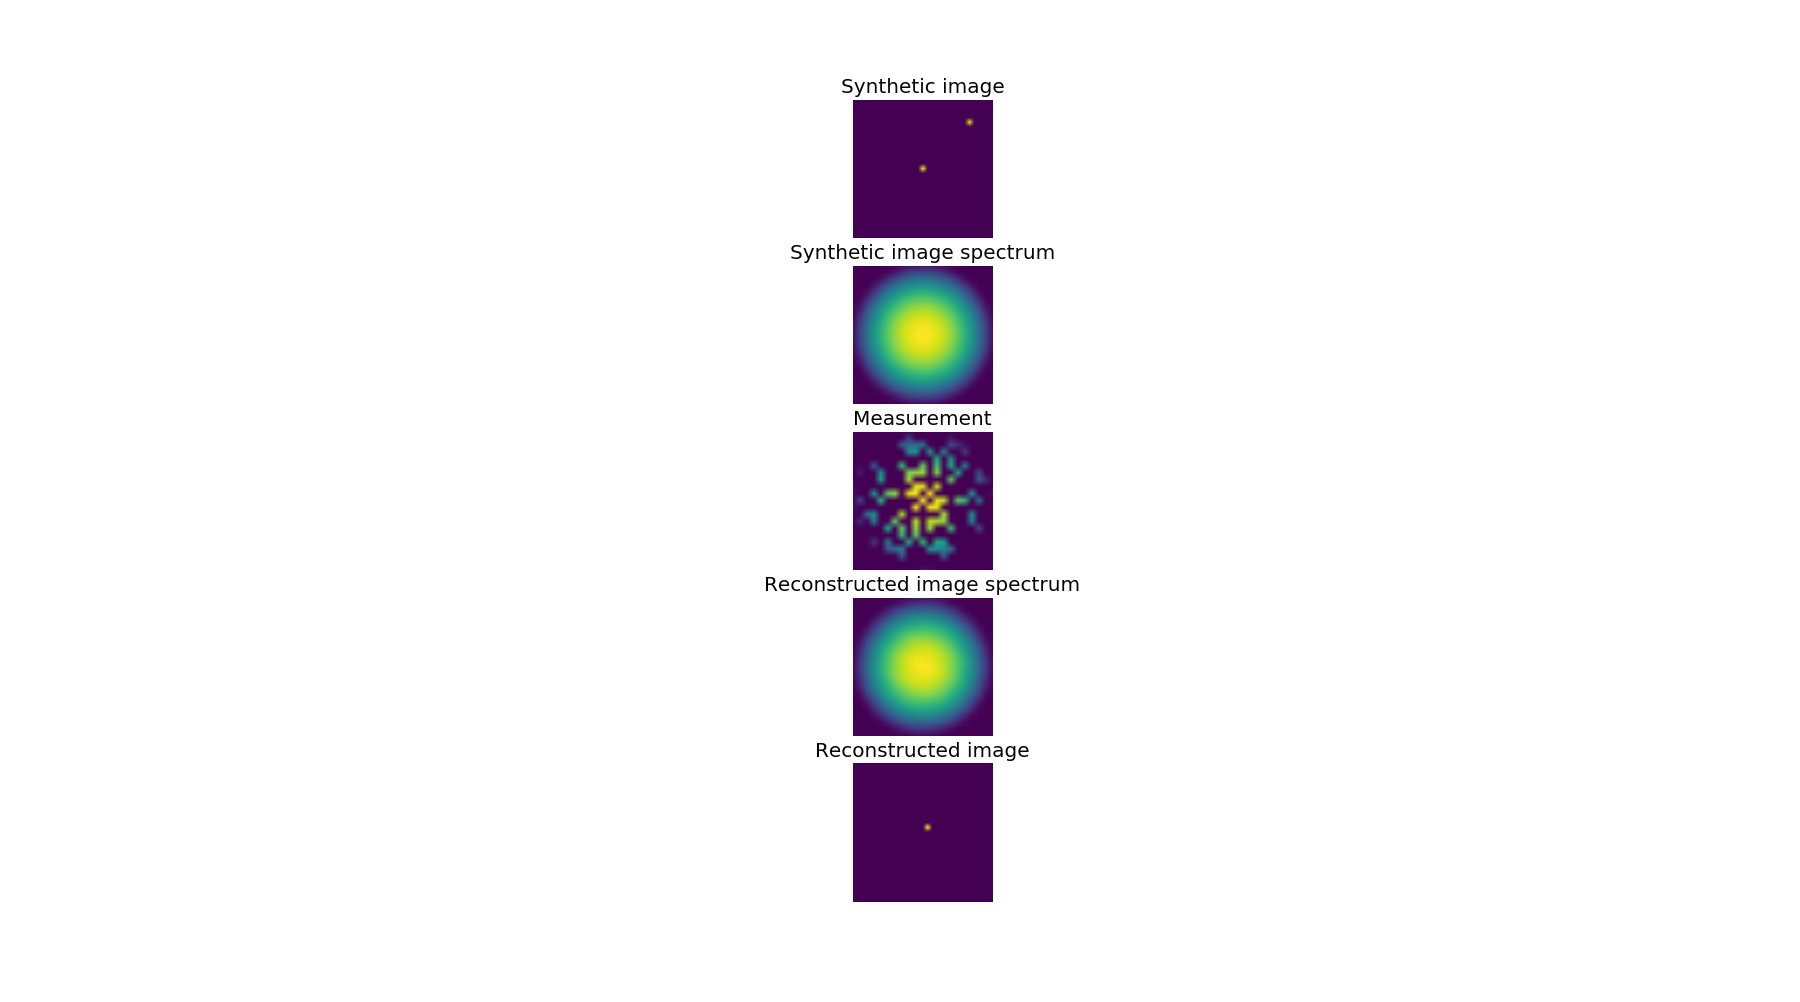 Synthetic image
Synthetic image spectrum
Measurement
Reconstructed image spectrum
Reconstructed image